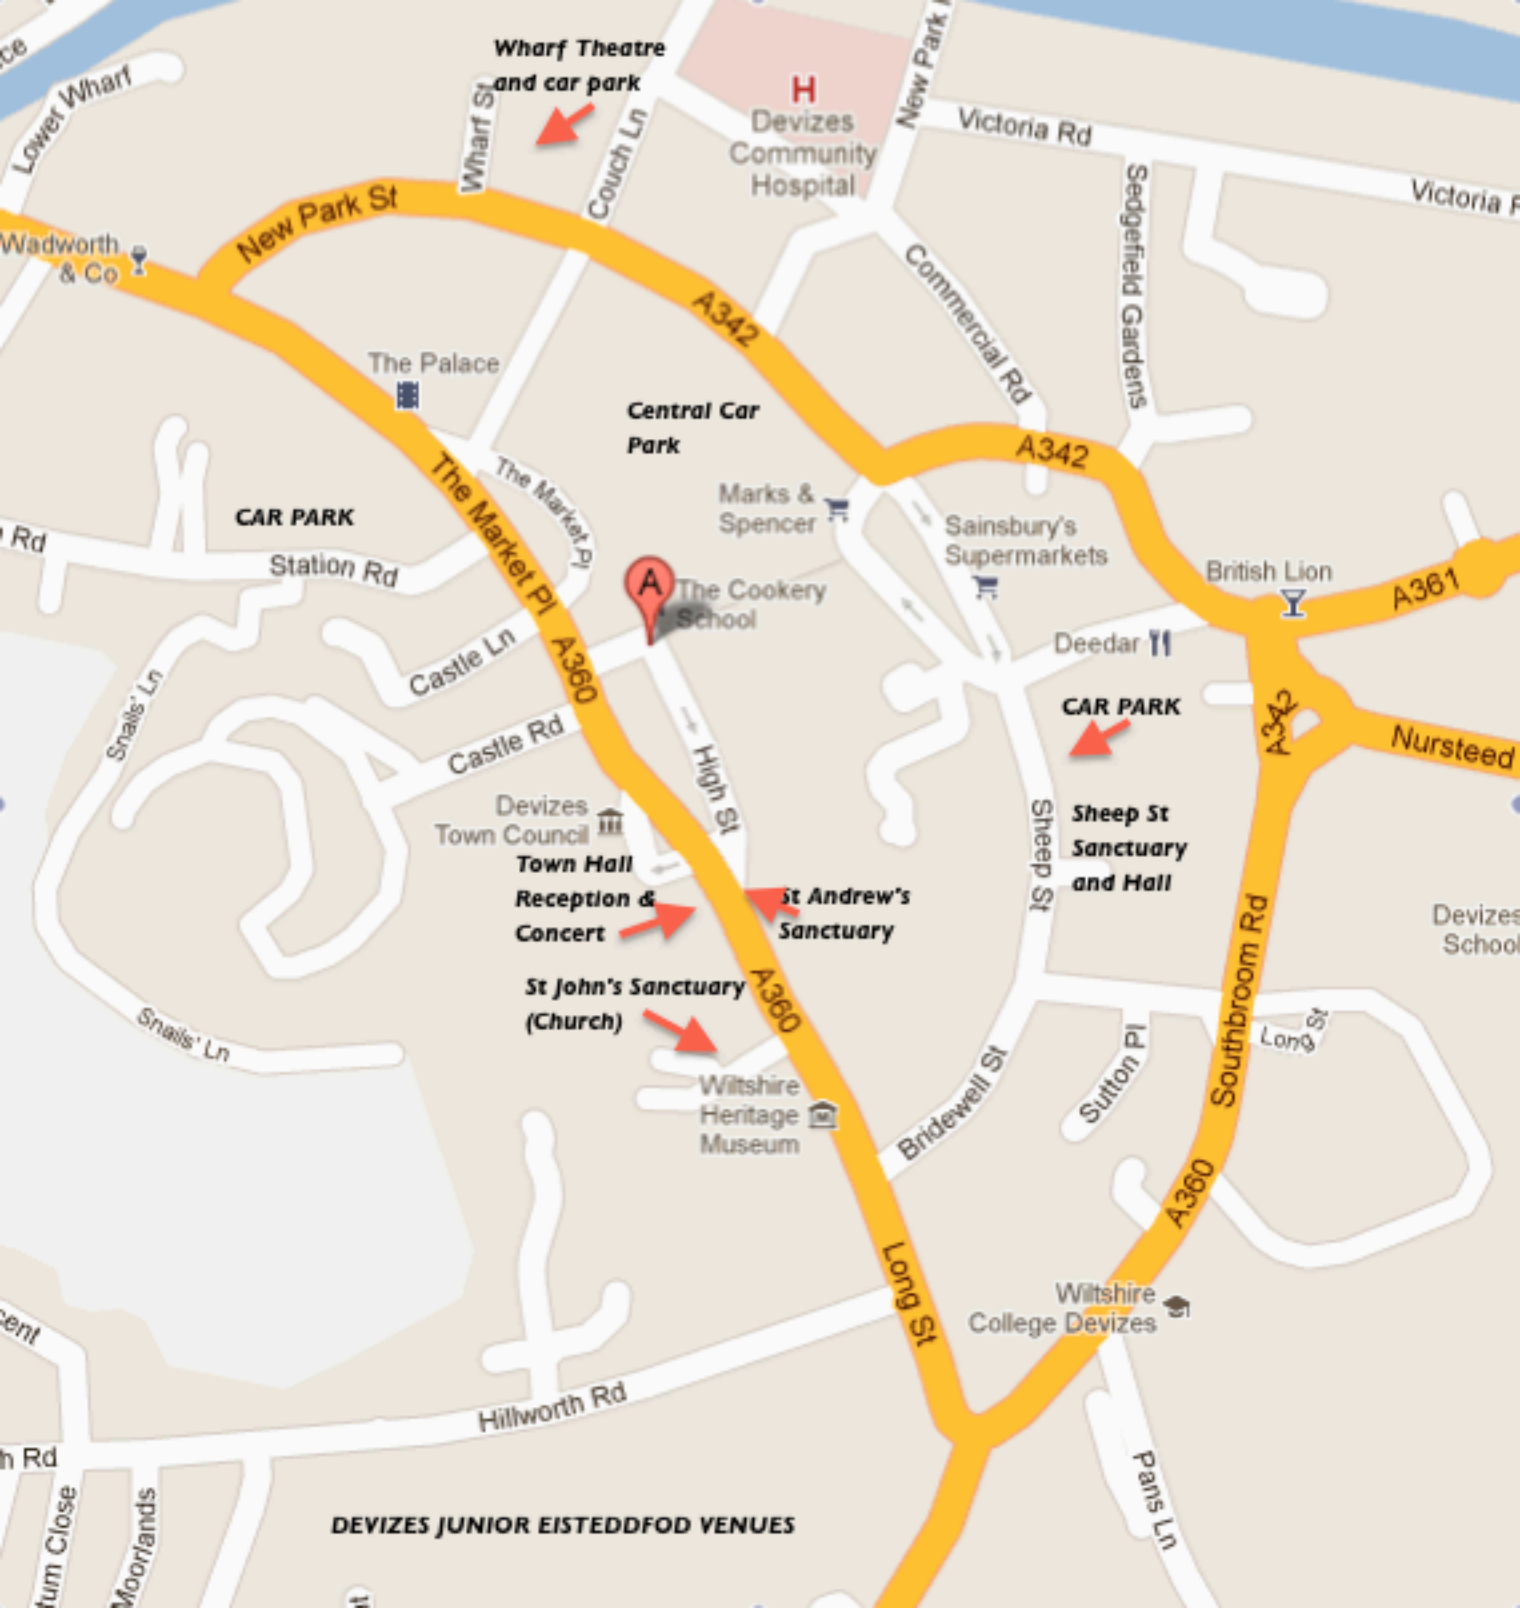 Wharf Theatre
and car park
H
Devizes
Community
Hospital
New Park
Victoria Rd
Victoria
Lower Wharf
Wharf St
Couch Ln
New Park St
Wadworth
& Co
Sedgefield Gardens
Commercial Rd
A342
The Palace
Central Car
Park
A342
The Market Pl
The Market Pl
Marks &
Spencer
Sainsbury's
Supermarkets
CAR PARK
Rd
Station Rd
British Lion
A361
A
The Cookery
School
Deedar
Castle Ln
A360
Snails' Ln
CAR PARK
A342
Nursteed
Castle Rd
High St
Devizes
Town Council
Sheep St
Sheep St
Sanctuary
and Hall
Town Hall
Reception &
Concert
St Andrew's
Sanctuary
Devizes
School
St John's Sanctuary
(Church)
A360
Southbroom Rd
Long St
Snails' Ln
Sutton Pl
Bridewell St
Wiltshire
Heritage
Museum
A360
Long St
Wiltshire
College Devizes
Hillworth Rd
Rd
Pans Ln
Close
Moorlands
DEVIZES JUNIOR EISTEDDFOD VENUES